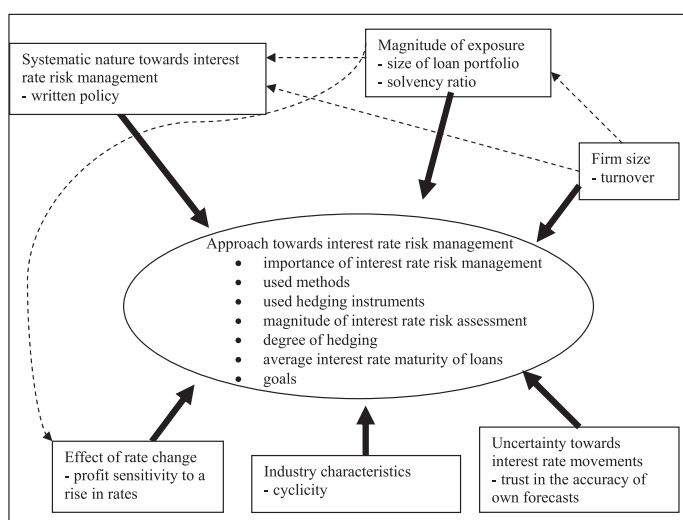 Systematic nature towards interest
rate risk management
- written policy
Magnitude of exposure
- size of loan portfolio
- solvency ratio
Firm size
- turnover
Approach towards interest rate risk management
• importance of interest rate risk management
• used methods
• used hedging instruments
• magnitude of interest rate risk assessment
• degree of hedging
• average interest rate maturity of loans
• goals
Effect of rate change
- profit sensitivity to a
rise in rates
Industry characteristics
- cyclicity
Uncertainty towards
interest rate movements
- trust in the accuracy of
own forecasts